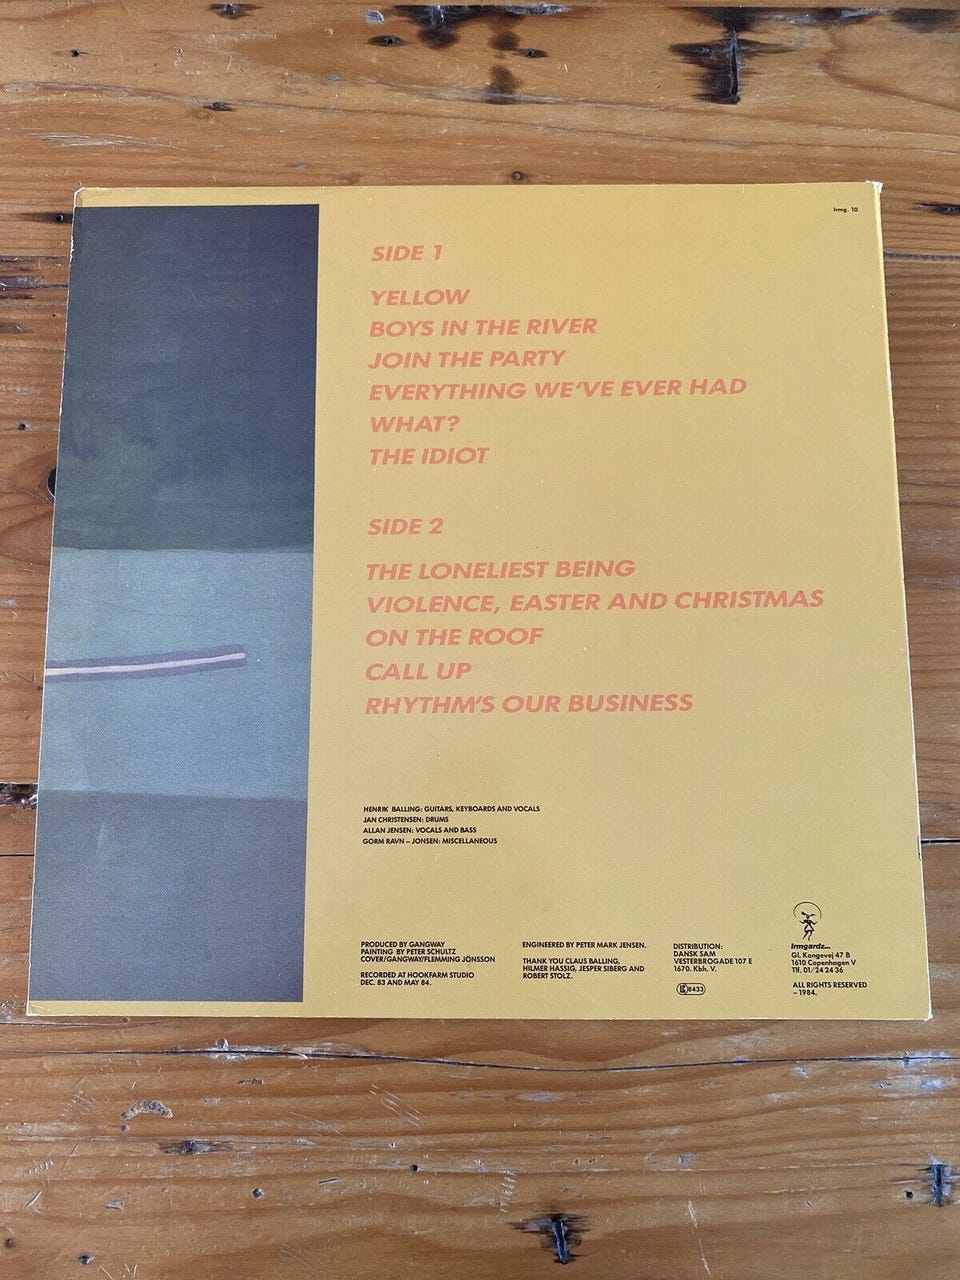 Irmg. 10
SIDE 1
YELLOW
BOYS IN THE RIVER
JOIN THE PARTY
EVERYTHING WE'VE EVER HAD
WHAT?
THE IDIOT
SIDE 2
THE LONELIEST BEING
VIOLENCE, EASTER AND CHRISTMAS
ON THE ROOF
CALL UP
RHYTHM'S OUR BUSINESS
HENRIK BALLING: GUITARS, KEYBOARDS AND VOCALS
JAN CHRISTENSEN: DRUMS
ALLAN JENSEN: VOCALS AND BASS
GORM RAVN – JONSEN: MISCELLANEOUS
PRODUCED BY GANGWAY
PAINTING BY PETER SCHULTZ
COVER/GANGWAY/FLEMMING JÖNSSON
RECORDED AT HOOKFARM STUDIO
DEC. 83 AND MAY 84.
ENGINEERED BY PETER MARK JENSEN.
THANK YOU CLAUS BALLING,
HILMER HASSIG, JESPER SIBERG AND
ROBERT STOLZ.
DISTRIBUTION:
DANSK SAM
VESTERBROGADE 107 E
1670. Kbh. V.
8433
Irmgardz...
Gl. Kongevej 47 B
1610 Copenhagen V
Tlf. 01/24 24 36
ALL RIGHTS RESERVED
– 1984.